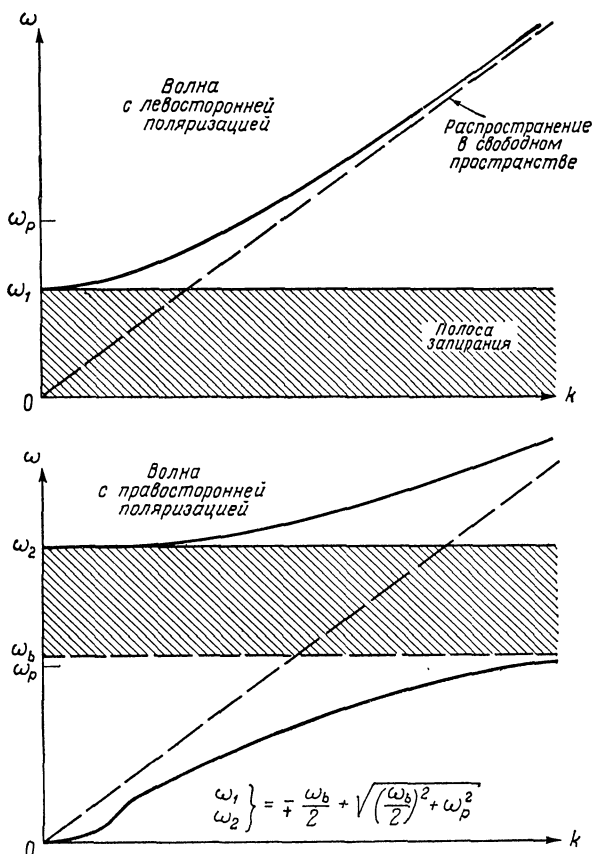 ω
Волна
с левосторонней
поляризацией
Распространение
в свободном
пространстве
ω_p
ω_1
Полоса
запирания
0
k
ω
Волна
с правосторонней
поляризацией
ω_2
ω_b
ω_p
ω_1 ω_2 } = ∓ ω_b/2 + √((ω_b/2)^2 + ω_p^2)
0
k